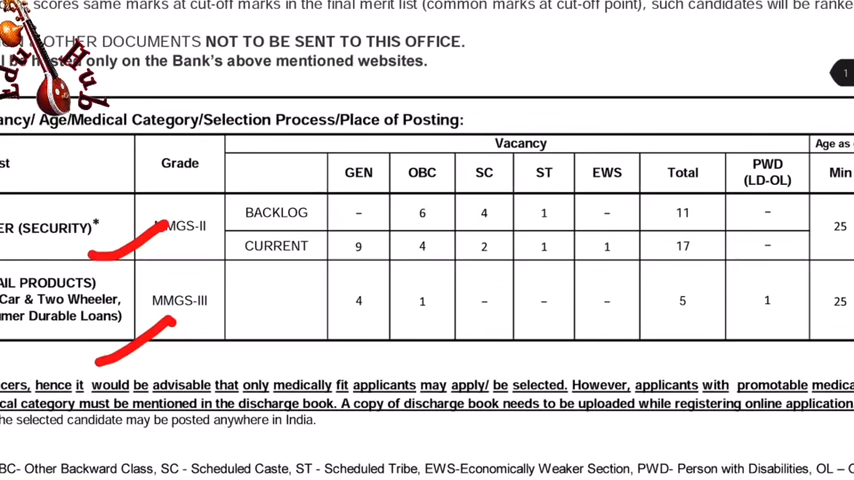 scores same marks at cut-off marks in the final merit list (common marks at cut-off point), such candidates will be ranke
OTHER DOCUMENTS NOT TO BE SENT TO THIS OFFICE.
only on the Bank's above mentioned websites.
Hub
1
ancy/ Age/Medical Category/Selection Process/Place of Posting:
st Grade Vacancy Age as
GEN OBC SC ST EWS Total PWD (LD-OL) Min
ER (SECURITY)* MMGS-II BACKLOG – 6 4 1 – 11 – 25
CURRENT 9 4 2 1 1 17 –
AIL PRODUCTS)
Car & Two Wheeler, MMGS-III 4 1 – – – 5 1 25
umer Durable Loans)
cers, hence it would be advisable that only medically fit applicants may apply/ be selected. However, applicants with promotable medica
cal category must be mentioned in the discharge book. A copy of discharge book needs to be uploaded while registering online application
he selected candidate may be posted anywhere in India.
BC- Other Backward Class, SC - Scheduled Caste, ST - Scheduled Tribe, EWS-Economically Weaker Section, PWD- Person with Disabilities, OL – O